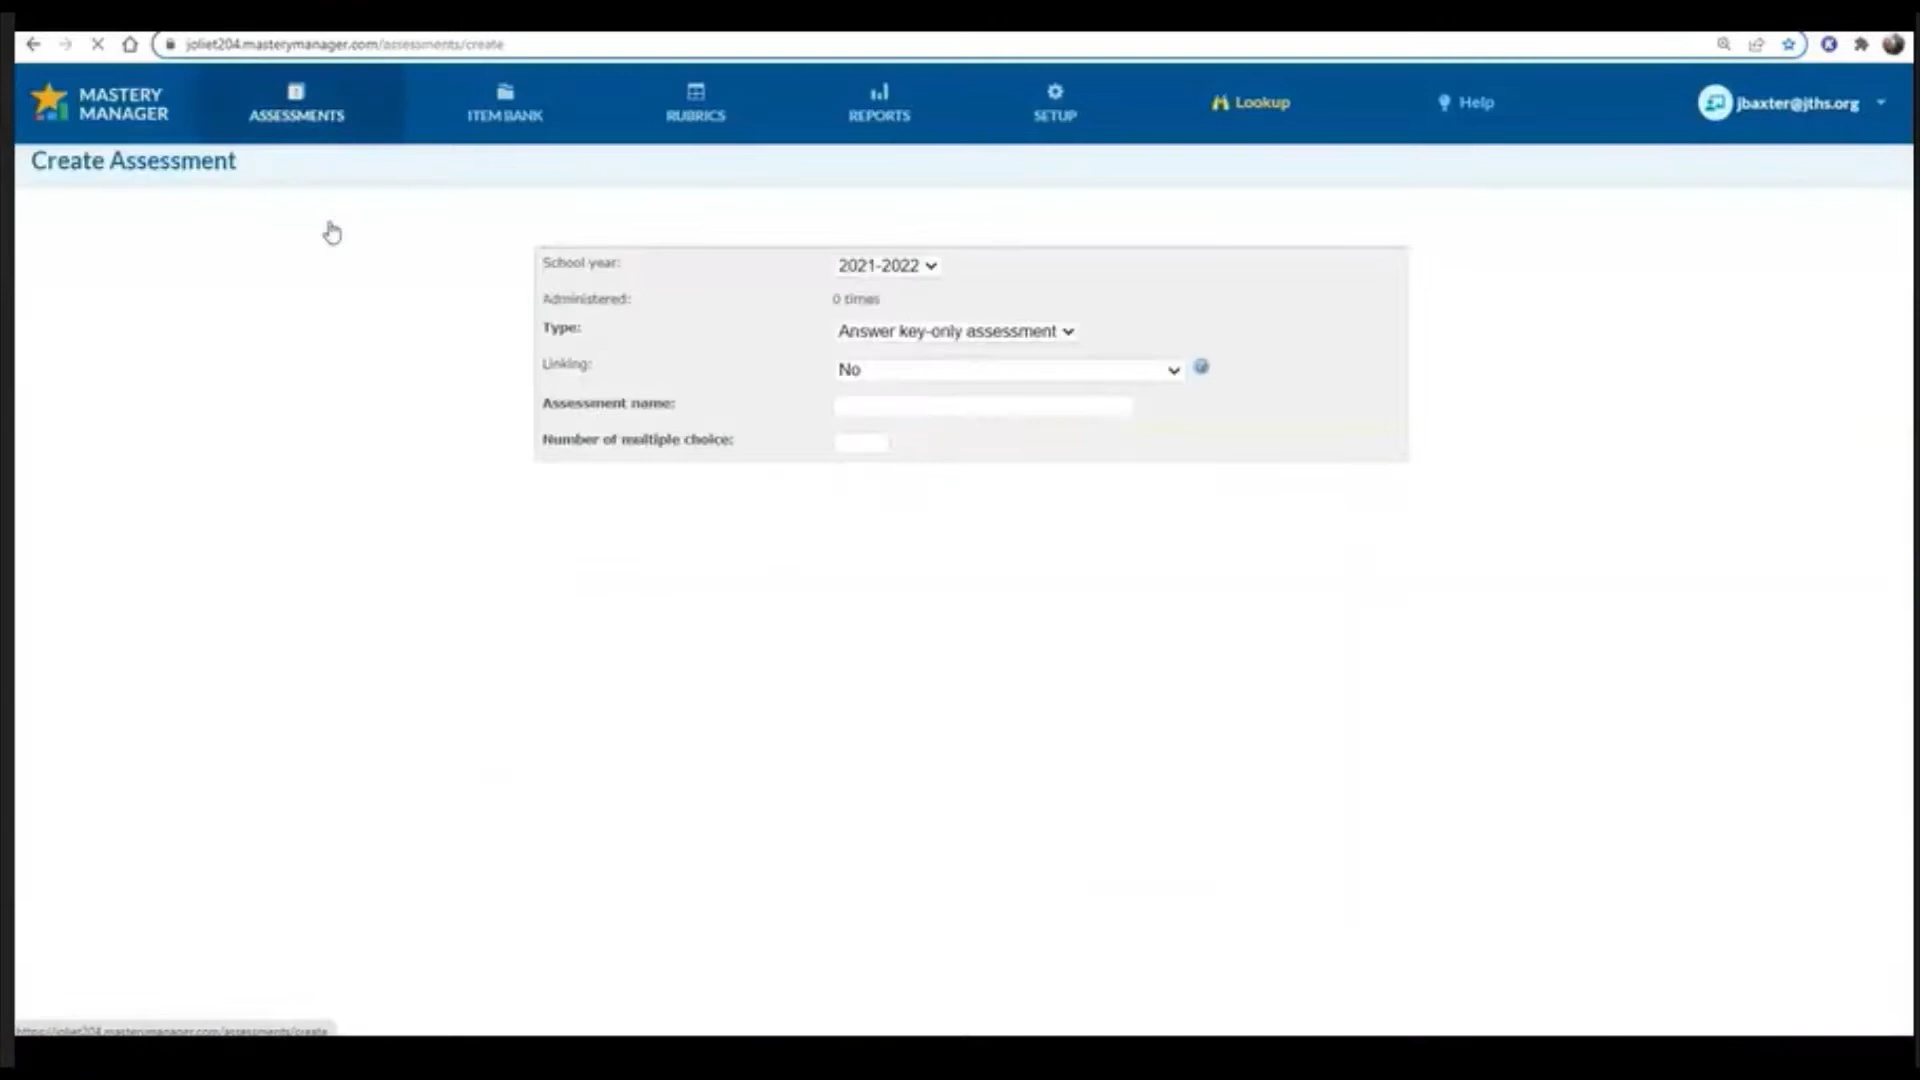 joliet204.masterymanager.com/assessments/create
MASTERY MANAGER
ASSESSMENTS
ITEM BANK
RUBRICS
REPORTS
SETUP
Lookup
Help
jbaxter@jths.org
Create Assessment
School year: 2021-2022
Administered: 0 times
Type: Answer key-only assessment
Linking: No
Assessment name:
Number of multiple choice:
https://joliet204.masterymanager.com/assessments/create